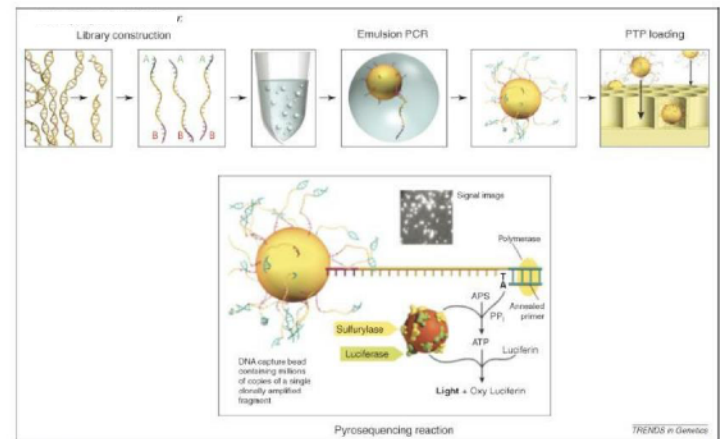 r.
Library construction
Emulsion PCR
PTP loading
A A A
B B B
Signal image
Polymerase
T
A
Annealed
primer
APS
PPi
Sulfurylase
ATP
Luciferin
Luciferase
DNA capture bead
containing millions
of copies of a single
clonally amplified
fragment
Light + Oxy Luciferin
Pyrosequencing reaction
TRENDS in Genetics